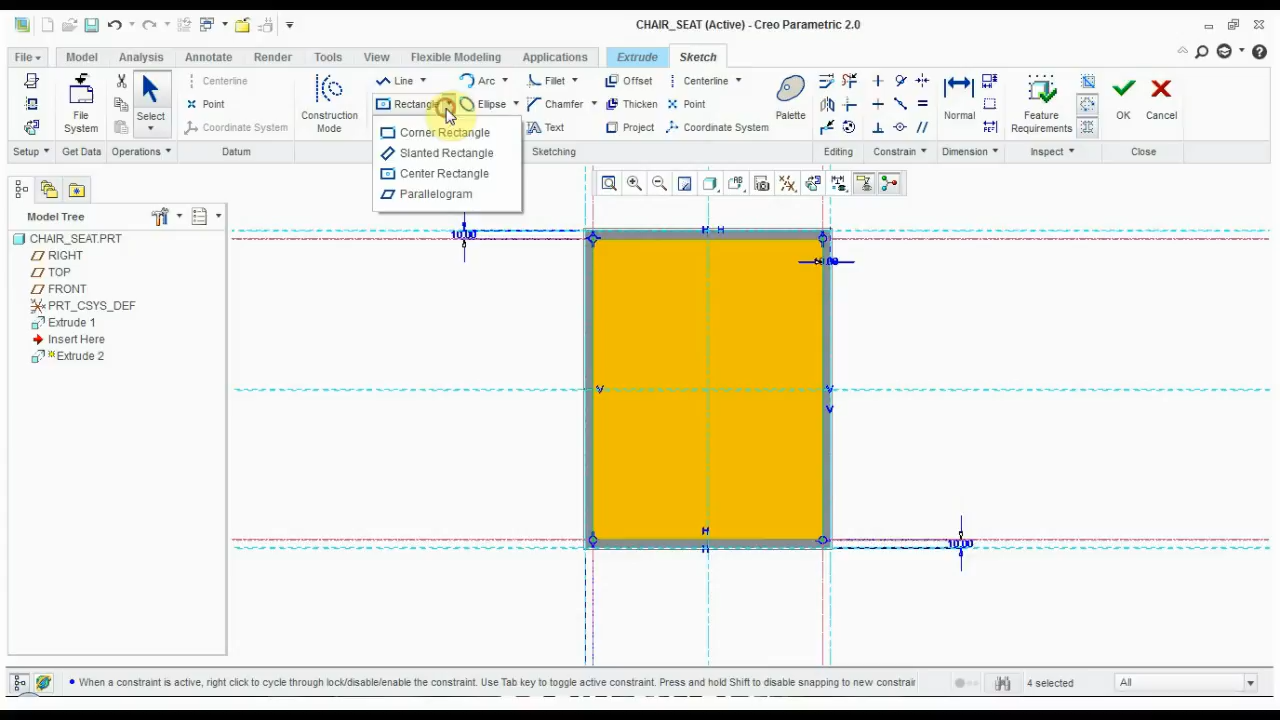 CHAIR_SEAT (Active) - Creo Parametric 2.0
File Model Analysis Annotate Render Tools View Flexible Modeling Applications Extrude Sketch
Centerline Line Arc Fillet Offset Centerline
Point Rectangle Ellipse Chamfer Thicken Point
Coordinate System Text Project Coordinate System
File System Select Construction Mode Palette Normal Feature Requirements OK Cancel
Setup Get Data Operations Datum Sketching Editing Constrain Dimension Inspect Close
Corner Rectangle
Slanted Rectangle
Center Rectangle
Parallelogram
Model Tree
CHAIR_SEAT.PRT
RIGHT
TOP
FRONT
PRT_CSYS_DEF
Extrude 1
Insert Here
Extrude 2
10.00
H H
V
V
V
H
H
10.00
When a constraint is active, right click to cycle through lock/disable/enable the constraint. Use Tab key to toggle active constraint. Press and hold Shift to disable snapping to new constrair
4 selected
All